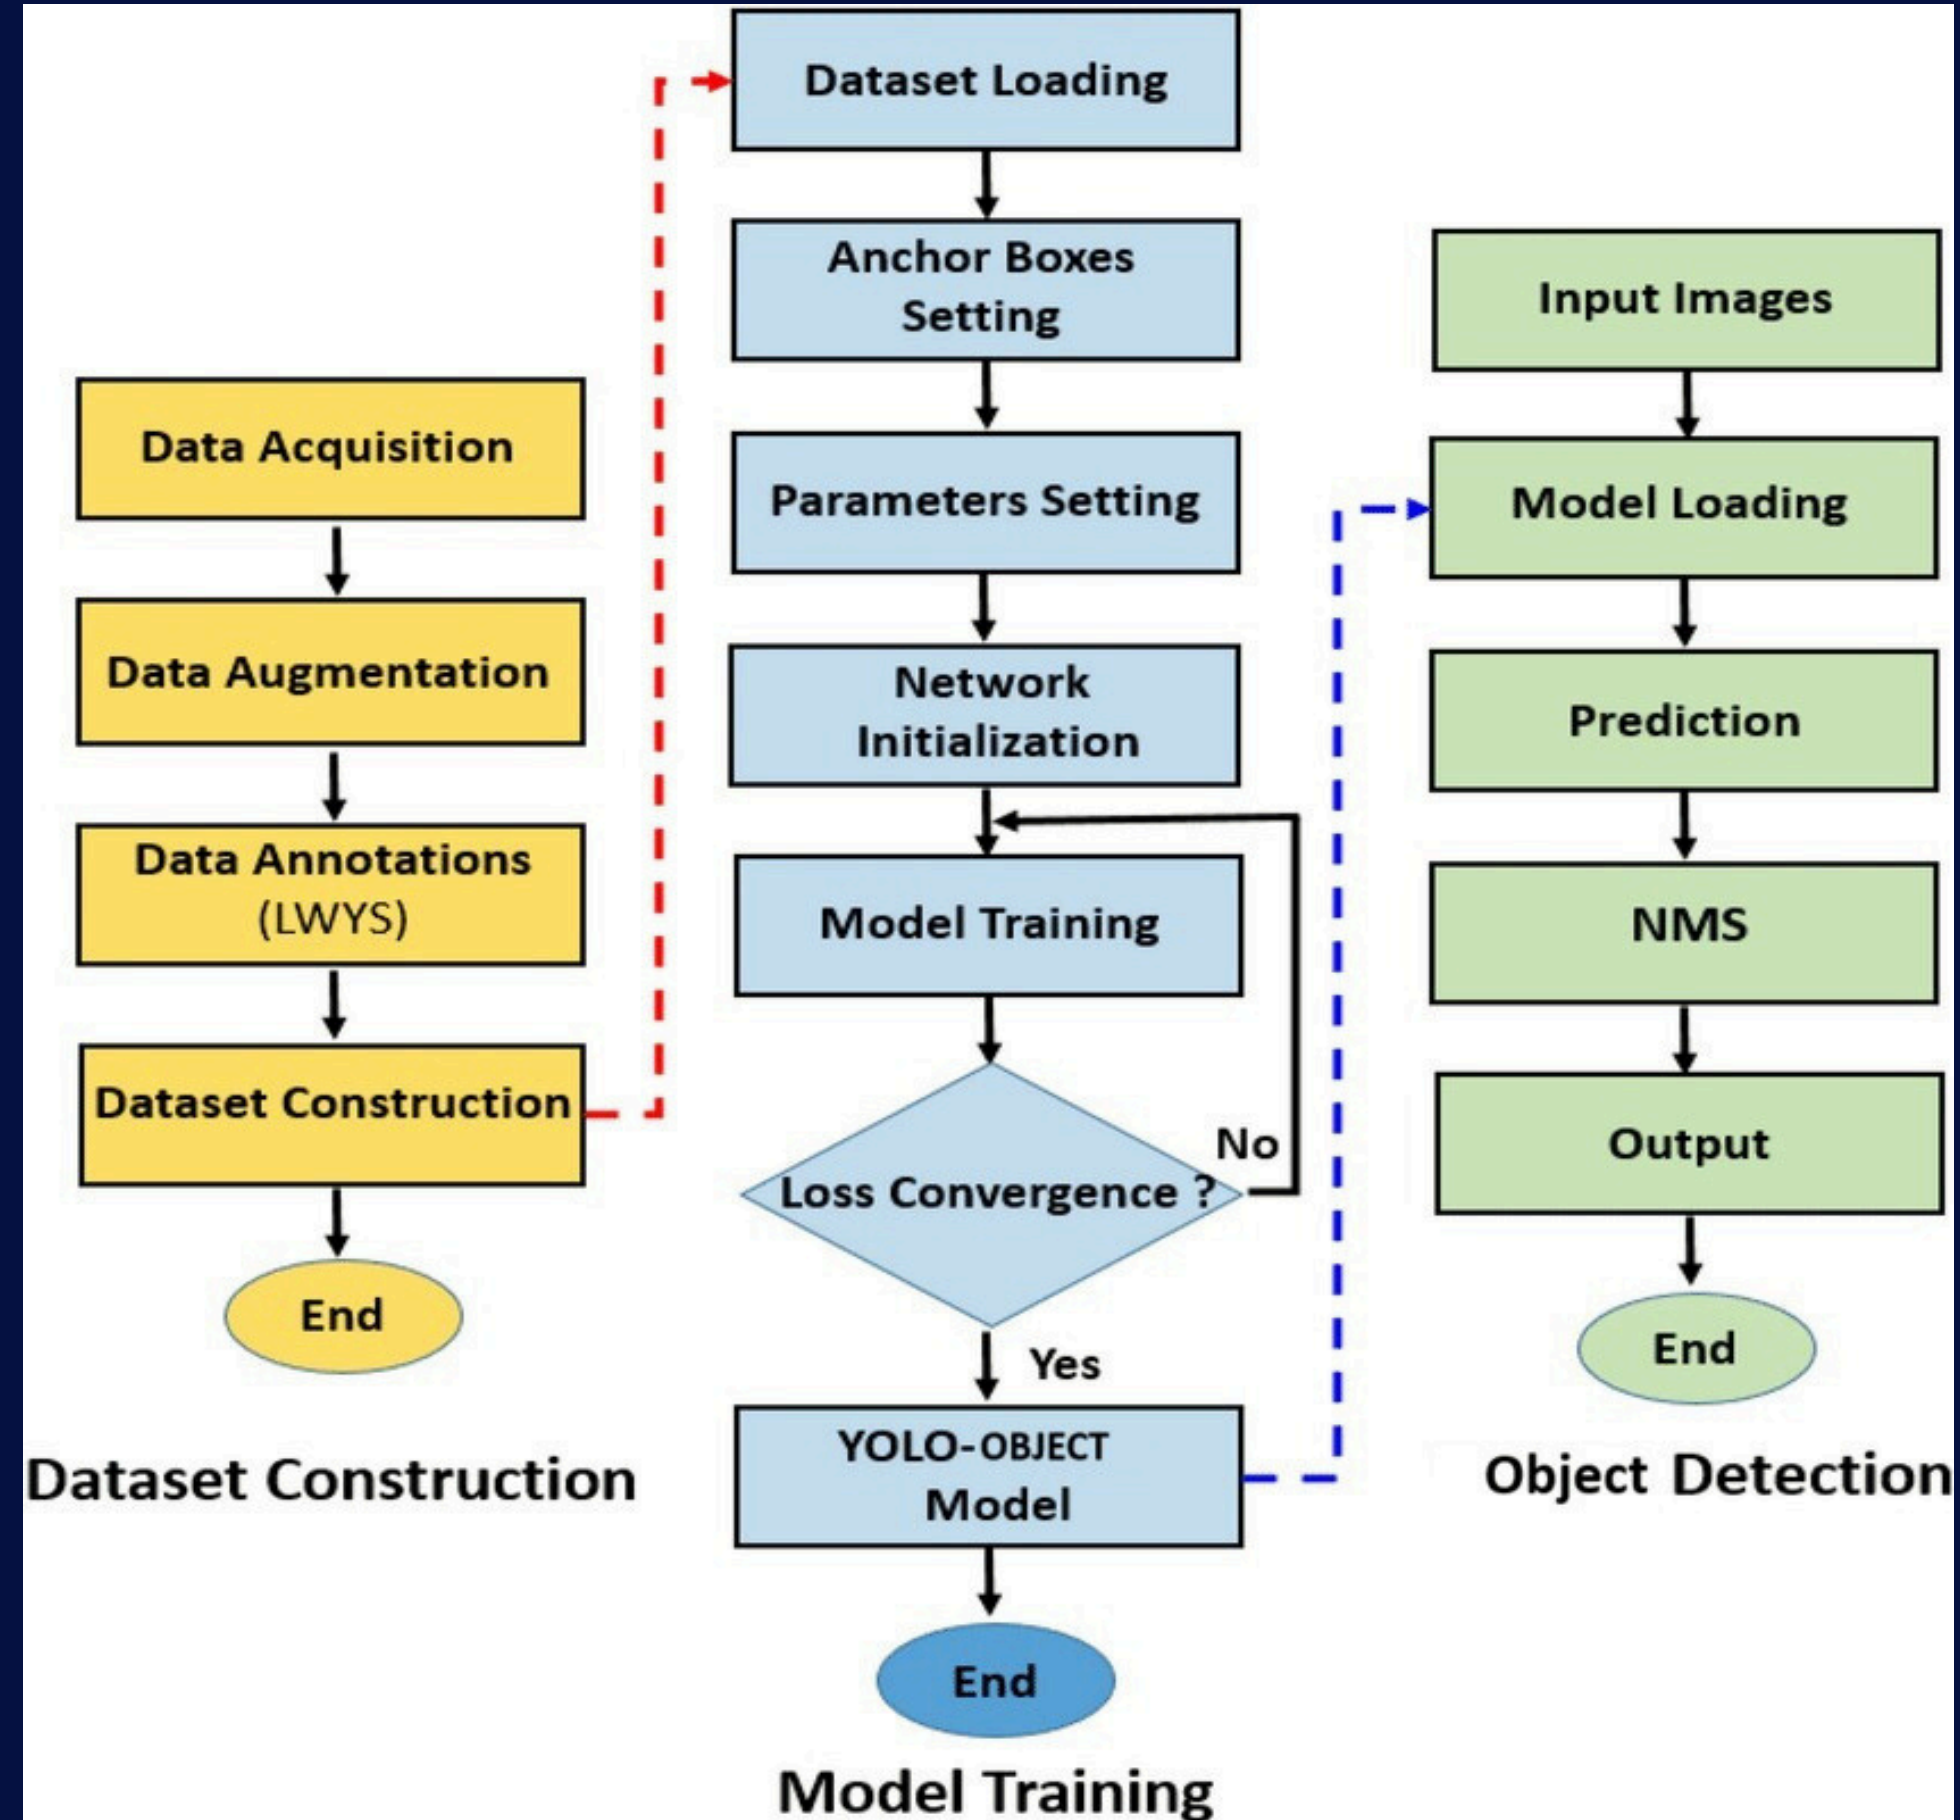 Data Acquisition
Data Augmentation
Data Annotations
(LWYS)
Dataset Construction
End
Dataset Construction
Dataset Loading
Anchor Boxes
Setting
Parameters Setting
Network
Initialization
Model Training
Loss Convergence ?
No
Yes
YOLO-OBJECT
Model
End
Model Training
Input Images
Model Loading
Prediction
NMS
Output
End
Object Detection